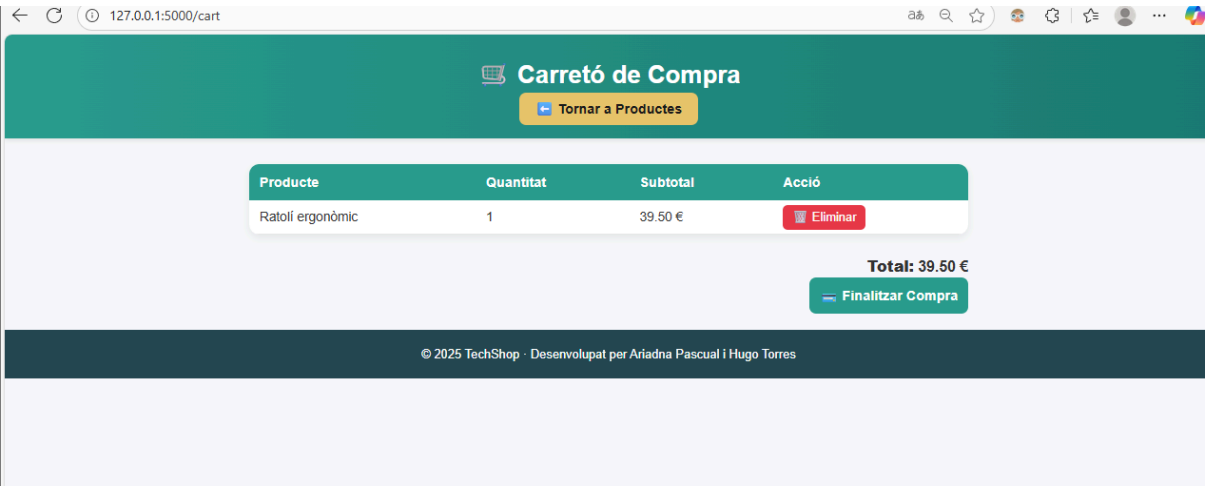 127.0.0.1:5000/cart
Carretó de Compra
Tornar a Productes
Producte Quantitat Subtotal Acció
Ratolí ergonòmic 1 39.50 € Eliminar
Total: 39.50 €
Finalitzar Compra
© 2025 TechShop · Desenvolupat per Ariadna Pascual i Hugo Torres